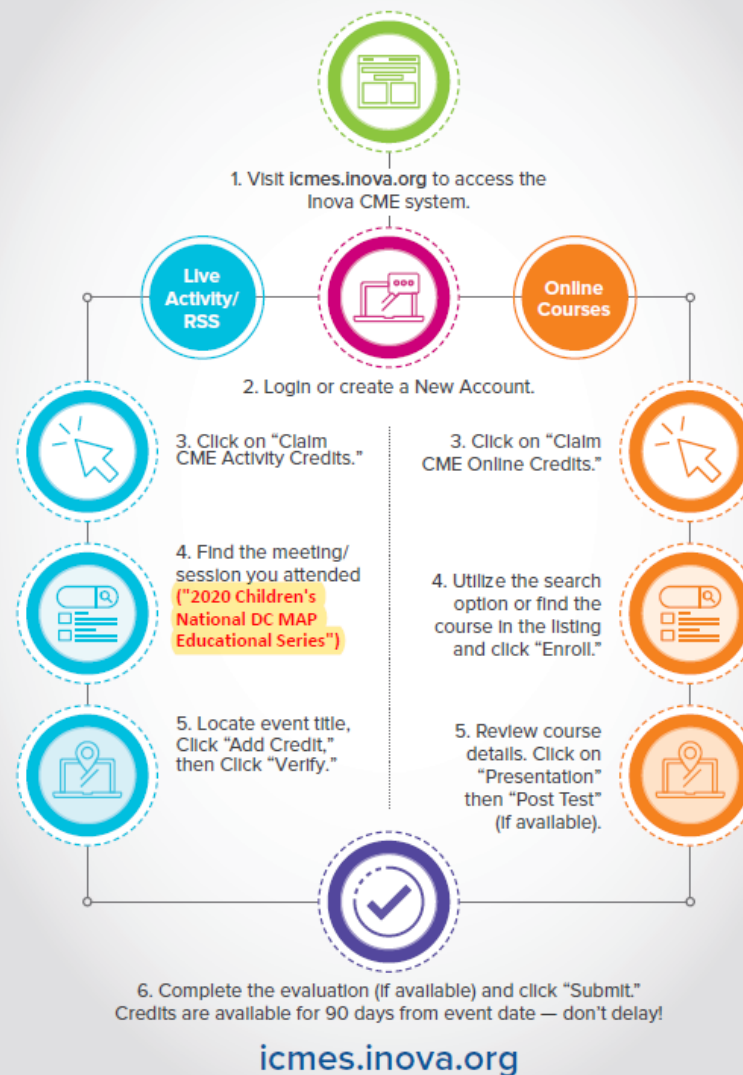 1. Visit icmes.inova.org to access the
Inova CME system.
Live
Activity/
RSS
Online
Courses
2. Login or create a New Account.
3. Click on “Claim
CME Activity Credits.”
4. Find the meeting/
session you attended
("2020 Children's
National DC MAP
Educational Series")
5. Locate event title,
Click “Add Credit,”
then Click “Verify.”
3. Click on “Claim
CME Online Credits.”
4. Utilize the search
option or find the
course in the listing
and click “Enroll.”
5. Review course
details. Click on
“Presentation”
then “Post Test”
(if available).
6. Complete the evaluation (if available) and click “Submit.”
Credits are available for 90 days from event date — don’t delay!
icmes.inova.org